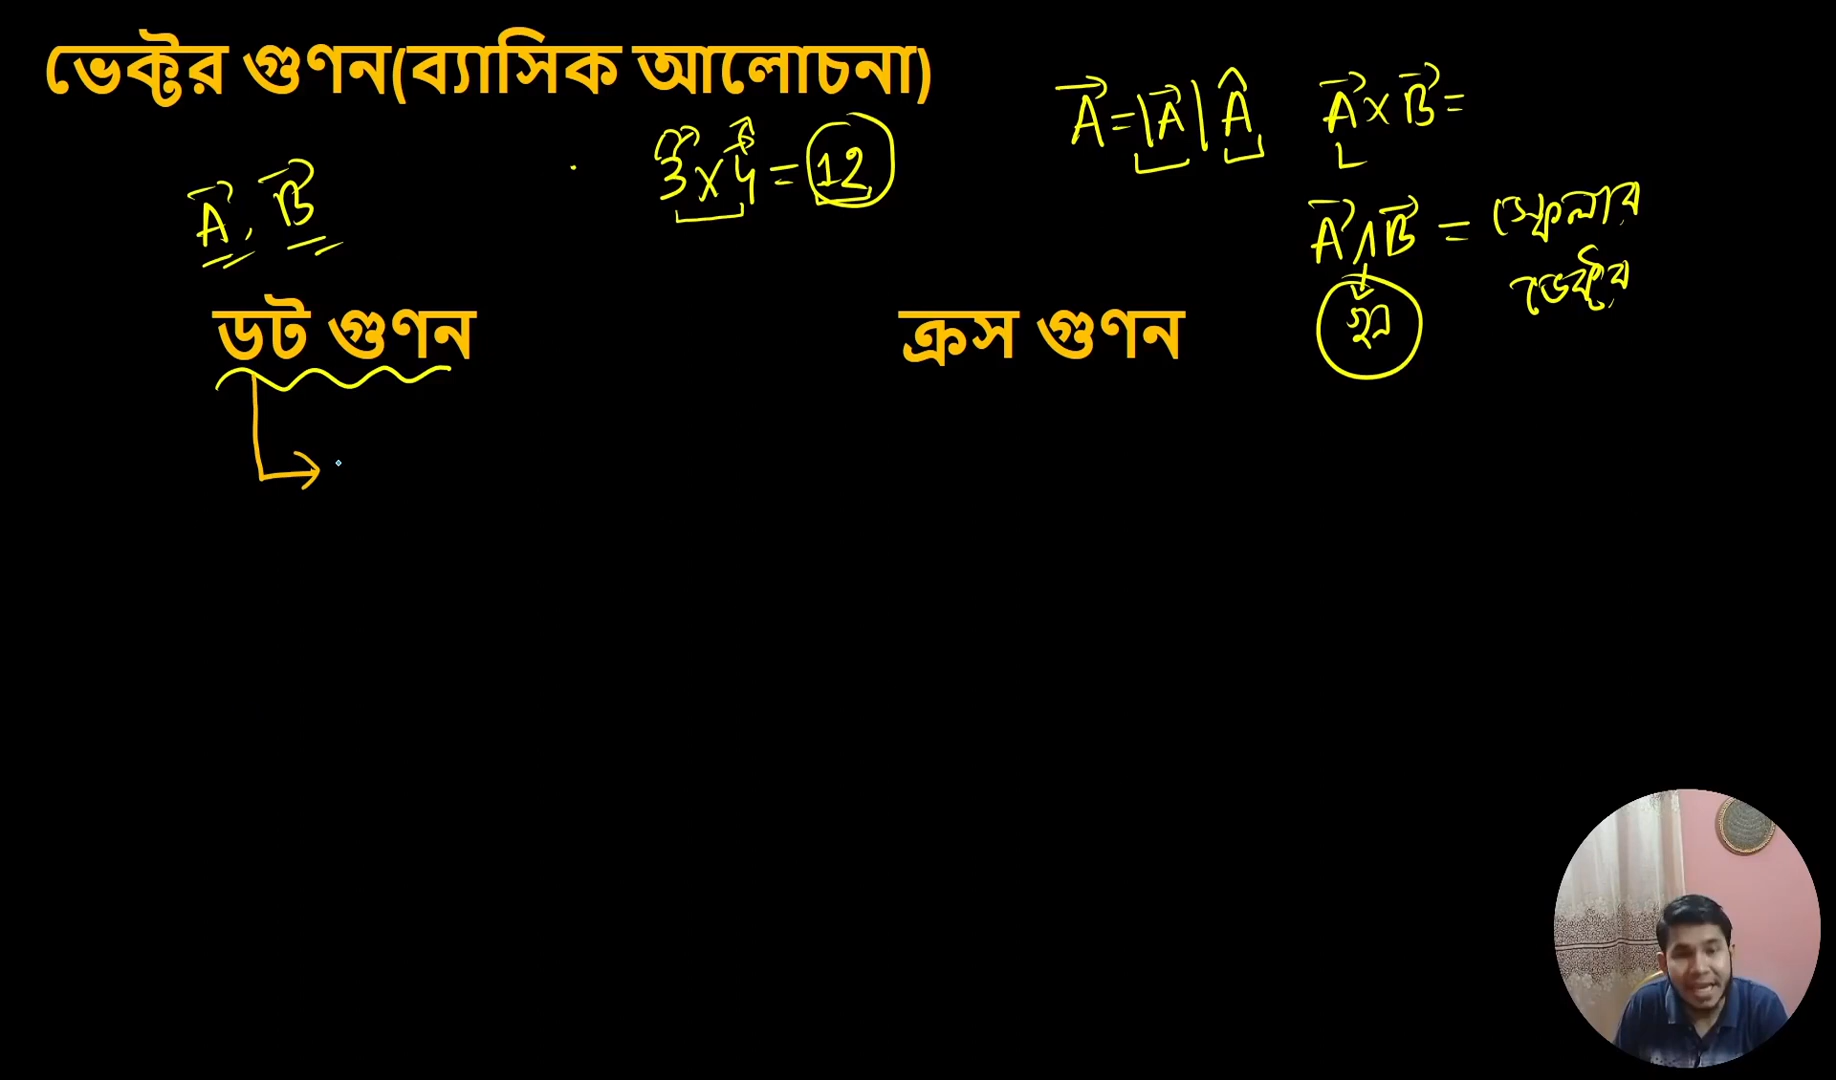 ভেক্টর গুণন(ব্যাসিক আলোচনা)
A⃗ = |A⃗| Â
A⃗ × B⃗ =
3 × 4 = 12
A⃗, B⃗
A⃗ ∧ B⃗ = স্কেলার
ভেক্টর
গুণ
ডট গুণন
ক্রস গুণন